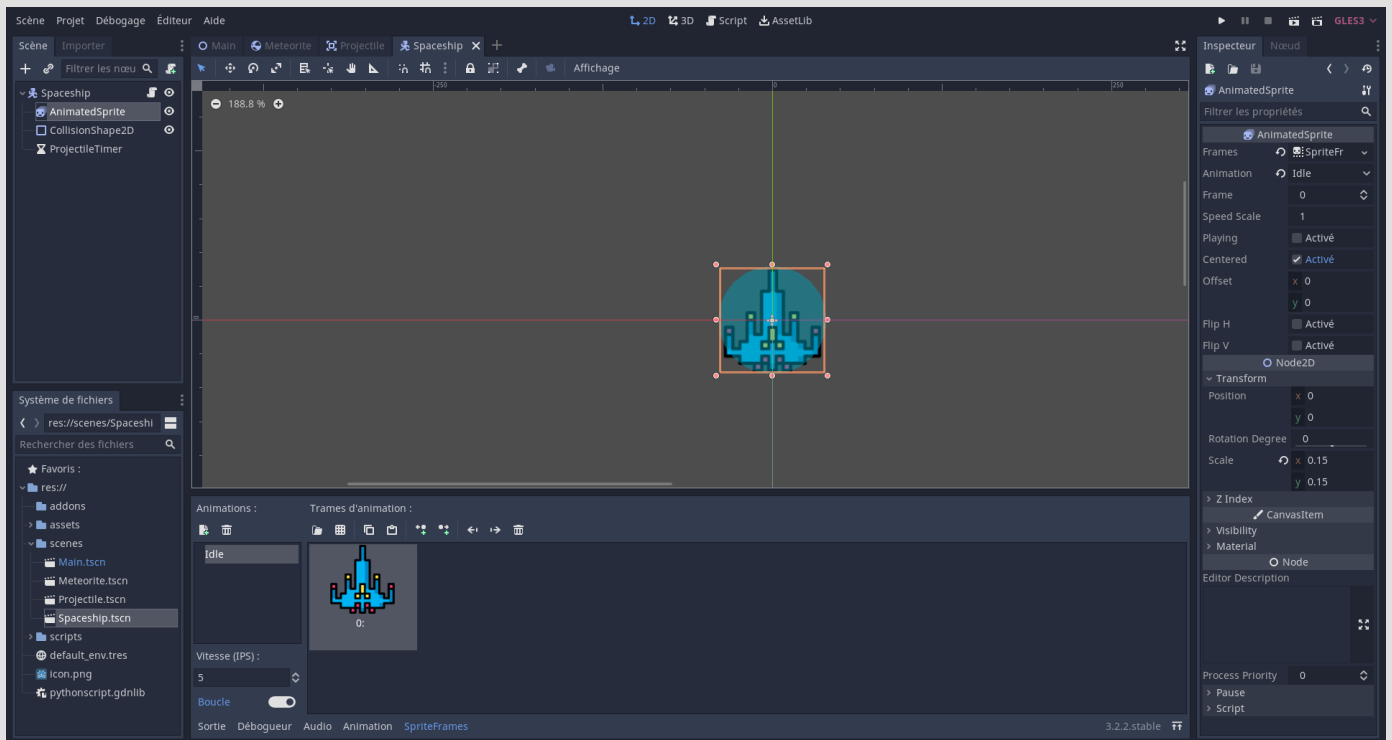 Scène Projet Débogage Éditeur Aide
2D 3D Script AssetLib
GLES3
Scène Importer
Filtrer les nœu
Spaceship
AnimatedSprite
CollisionShape2D
ProjectileTimer
Système de fichiers
res://scenes/Spaceshi
Rechercher des fichiers
Favoris :
res://
addons
assets
scenes
Main.tscn
Meteorite.tscn
Projectile.tscn
Spaceship.tscn
scripts
default_env.tres
icon.png
pythonscript.gdnlib
Main Meteorite Projectile Spaceship
Affichage
-250 0 250
188.8 %
Animations :
Idle
Vitesse (IPS) :
5
Boucle
Trames d'animation :
0:
Sortie Débogueur Audio Animation SpriteFrames
3.2.2.stable
Inspecteur Nœud
AnimatedSprite
Filtrer les propriétés
AnimatedSprite
Frames SpriteFr
Animation Idle
Frame 0
Speed Scale 1
Playing Activé
Centered Activé
Offset x 0
y 0
Flip H Activé
Flip V Activé
Node2D
Transform
Position x 0
y 0
Rotation Degree 0
Scale x 0.15
y 0.15
Z Index
CanvasItem
Visibility
Material
Node
Editor Description
Process Priority 0
Pause
Script